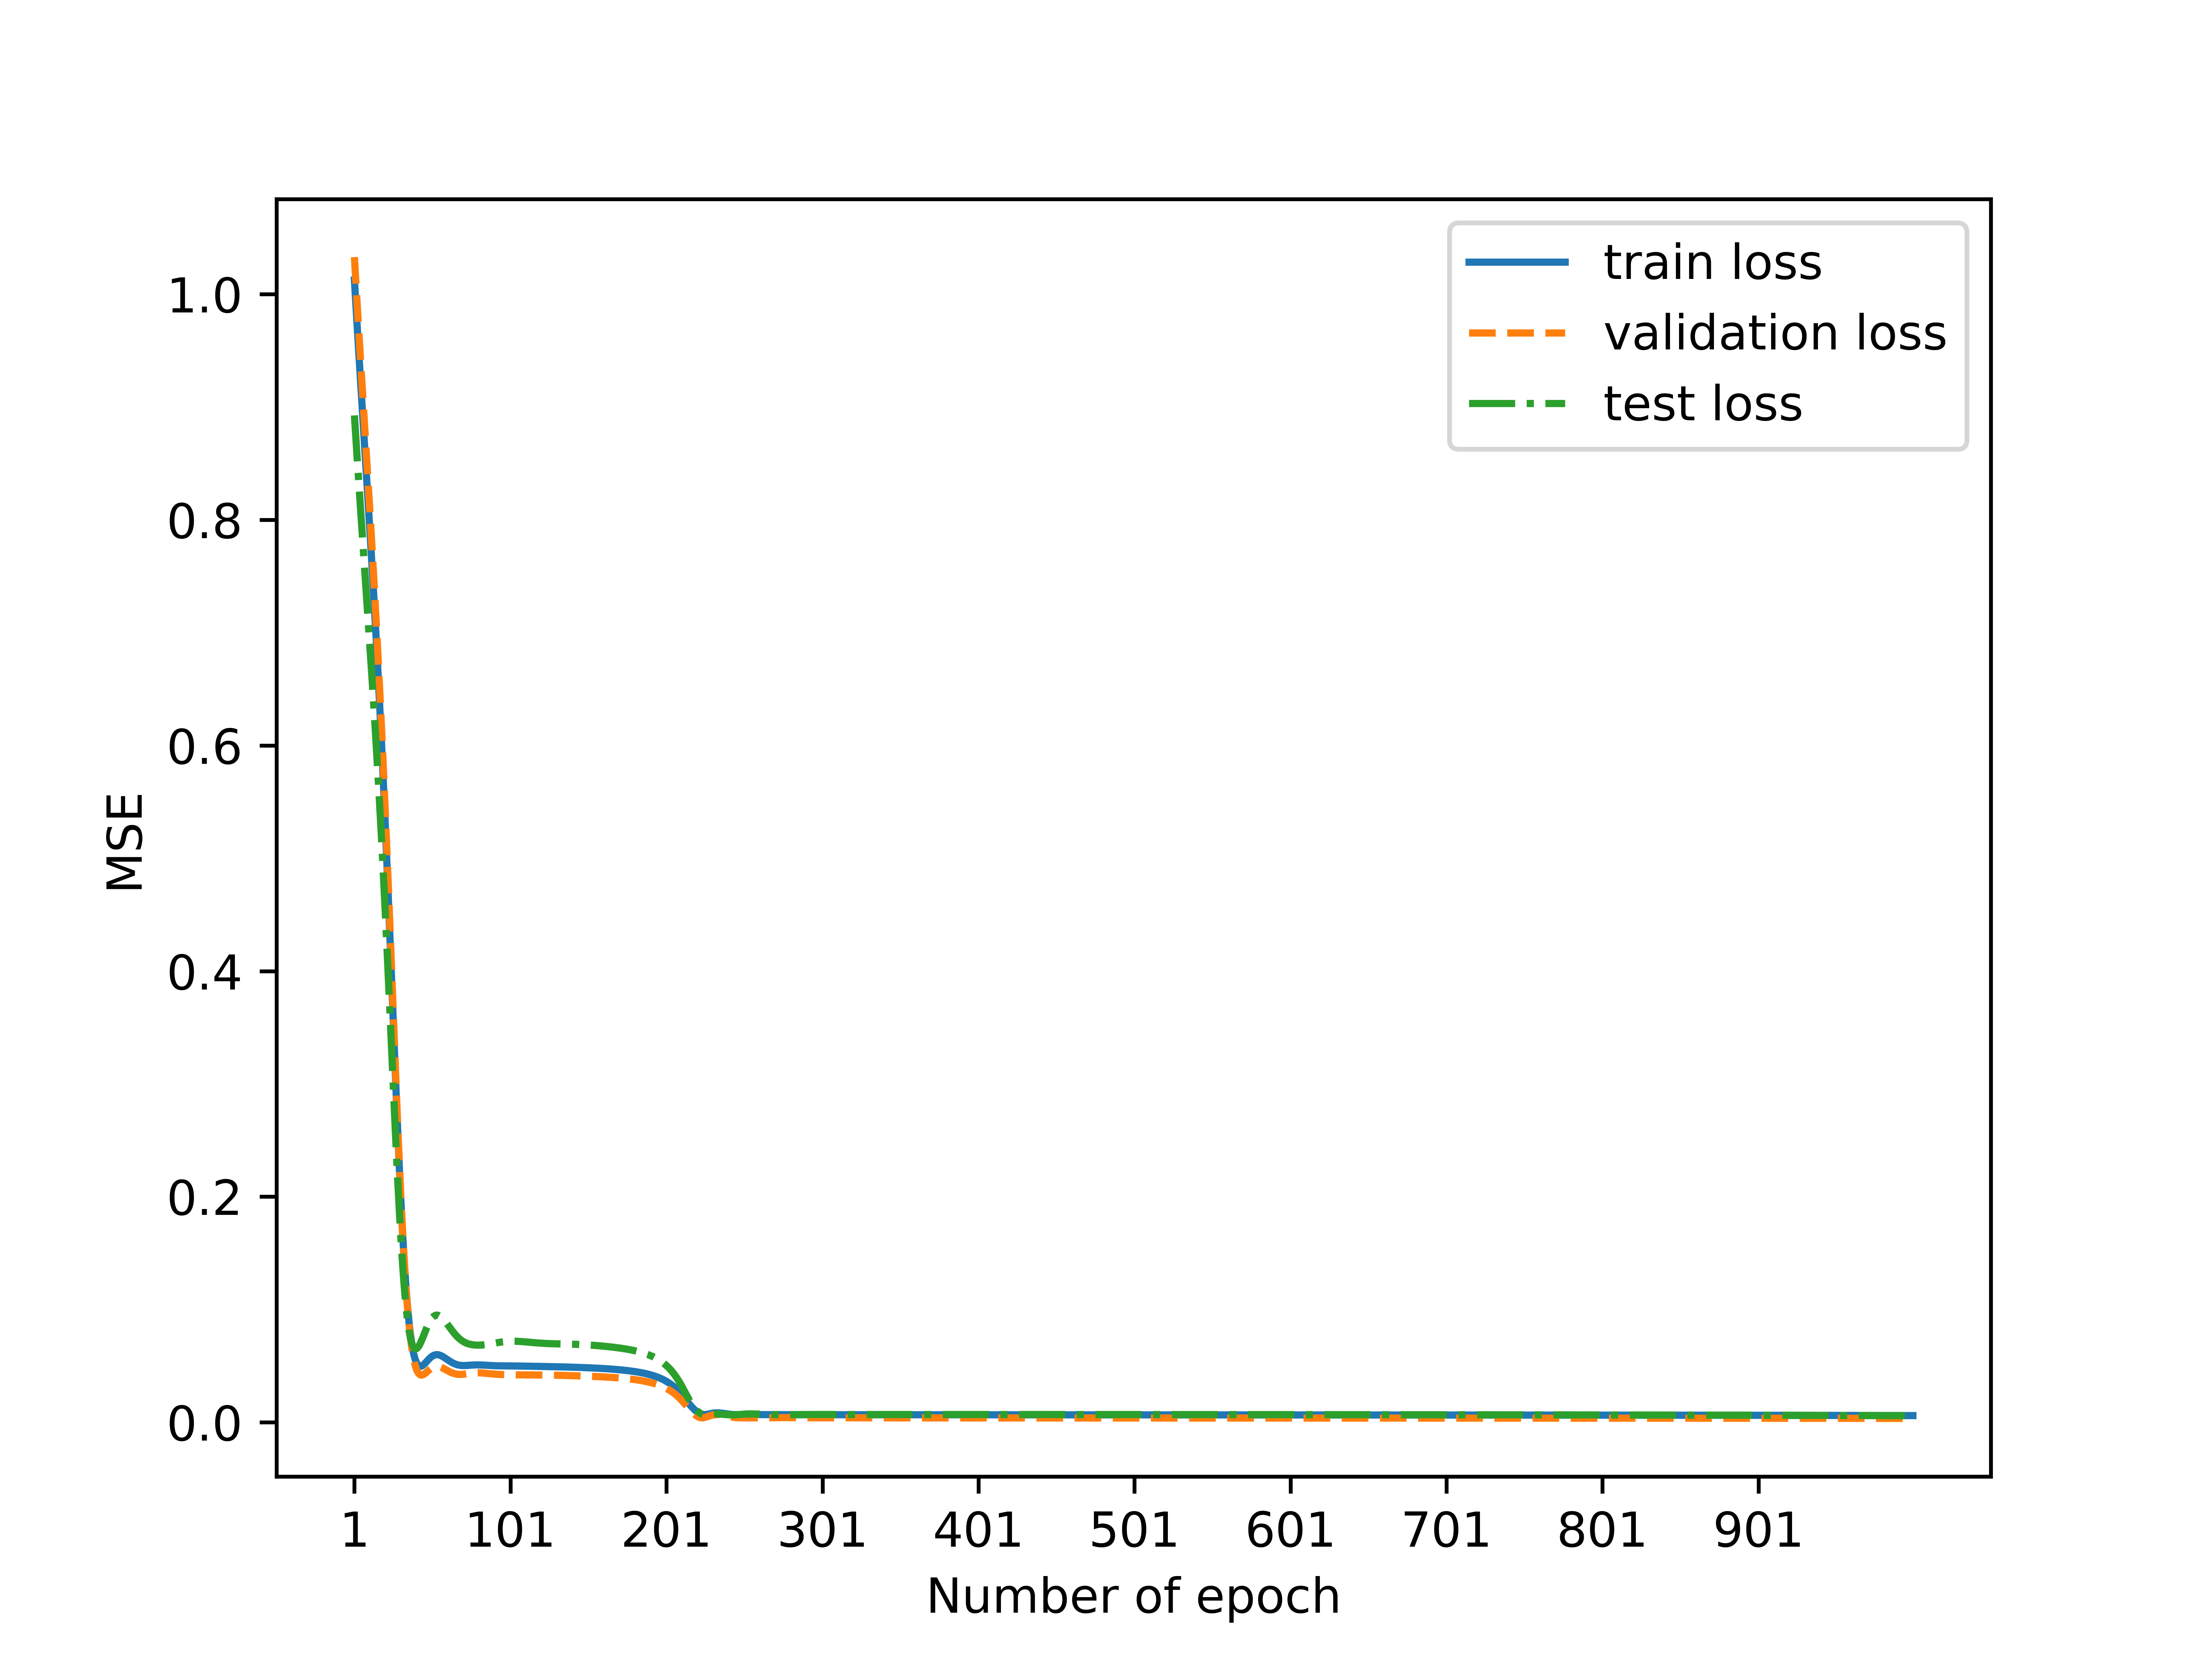 train loss
validation loss
test loss
1.0
0.8
0.6
0.4
0.2
0.0
MSE
1 101 201 301 401 501 601 701 801 901
Number of epoch